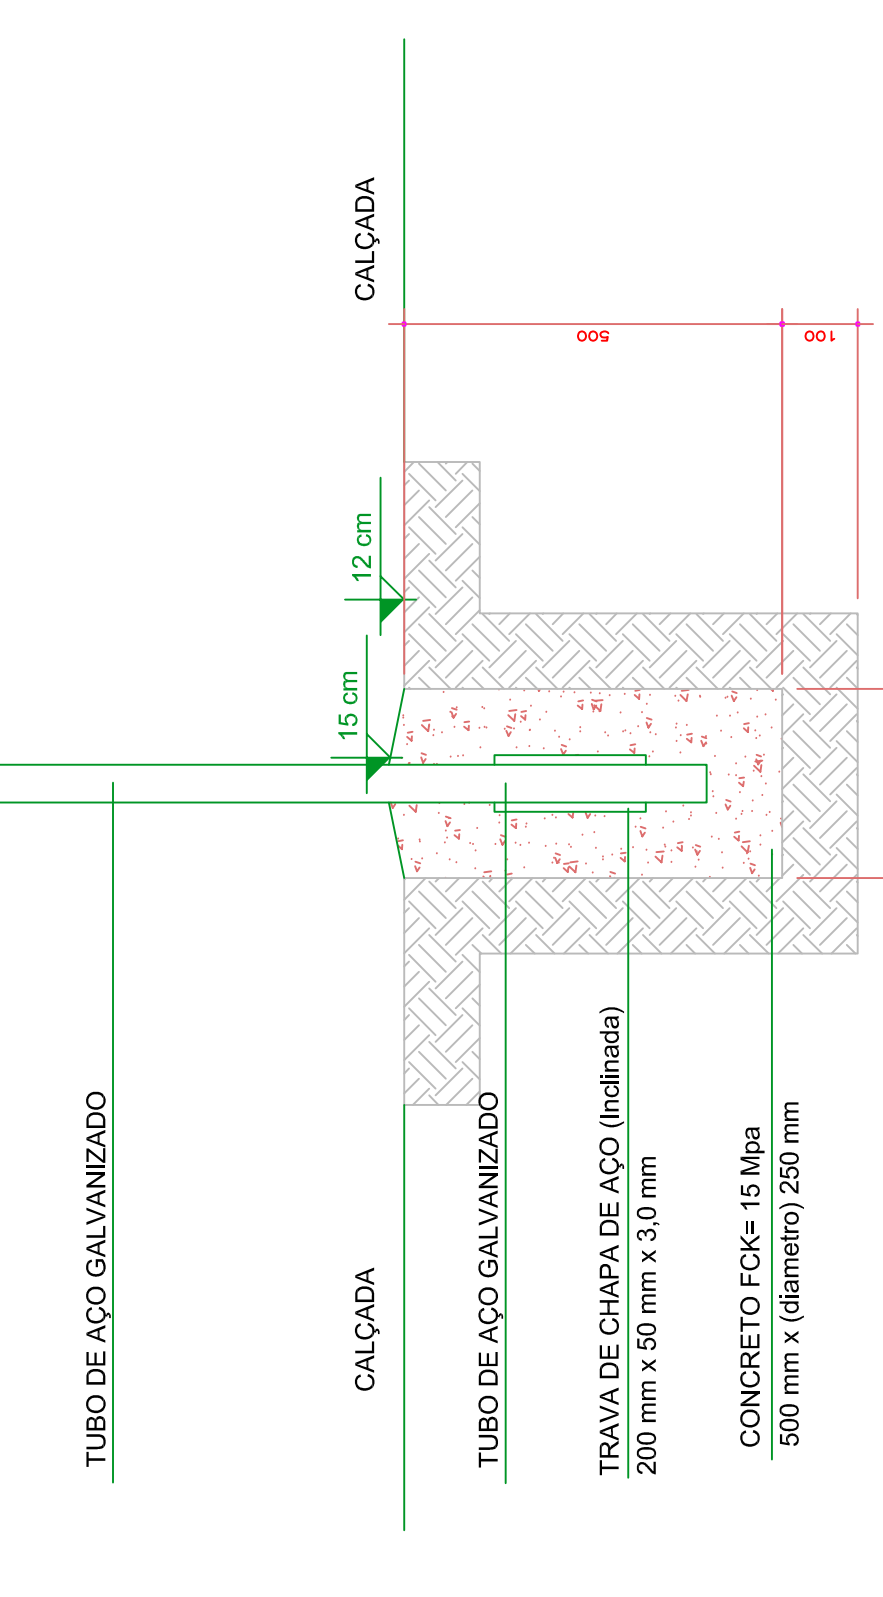 TUBO DE AÇO GALVANIZADO
CALÇADA
CALÇADA
15 cm
12 cm
TUBO DE AÇO GALVANIZADO
500
TRAVA DE CHAPA DE AÇO (Inclinada)
200 mm x 50 mm x 3,0 mm
CONCRETO FCK= 15 Mpa
500 mm x (diametro) 250 mm
100